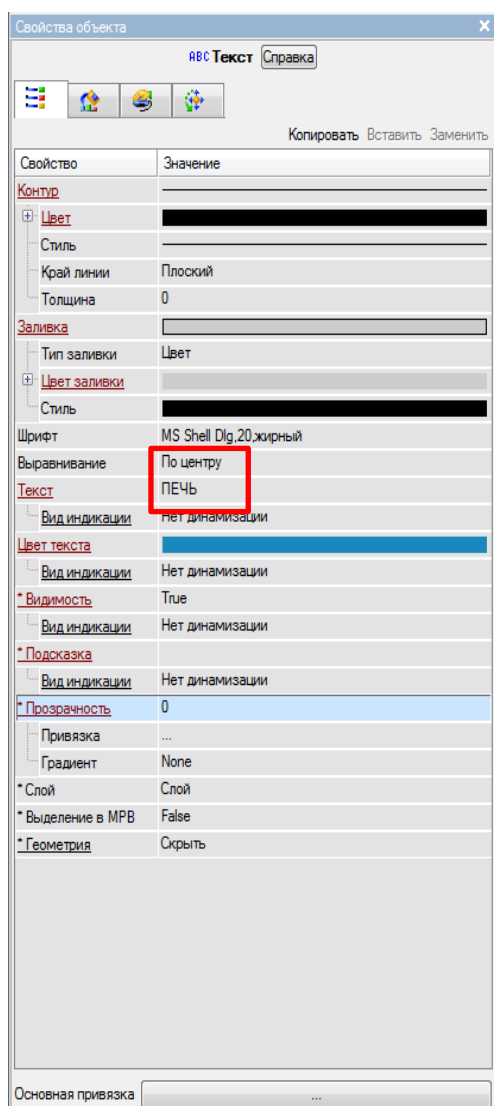 Свойства объекта
ABC Текст Справка
Копировать Вставить Заменить
Свойство Значение
Контур
Цвет
Стиль
Край линии Плоский
Толщина 0
Заливка
Тип заливки Цвет
Цвет заливки
Стиль
Шрифт MS Shell Dlg,20,жирный
Выравнивание По центру
Текст ПЕЧЬ
Вид индикации Нет динамизации
Цвет текста
Вид индикации Нет динамизации
* Видимость True
Вид индикации Нет динамизации
* Подсказка
Вид индикации Нет динамизации
* Прозрачность 0
Привязка ...
Градиент None
* Слой Слой
* Выделение в МРВ False
* Геометрия Скрыть
Основная привязка ...